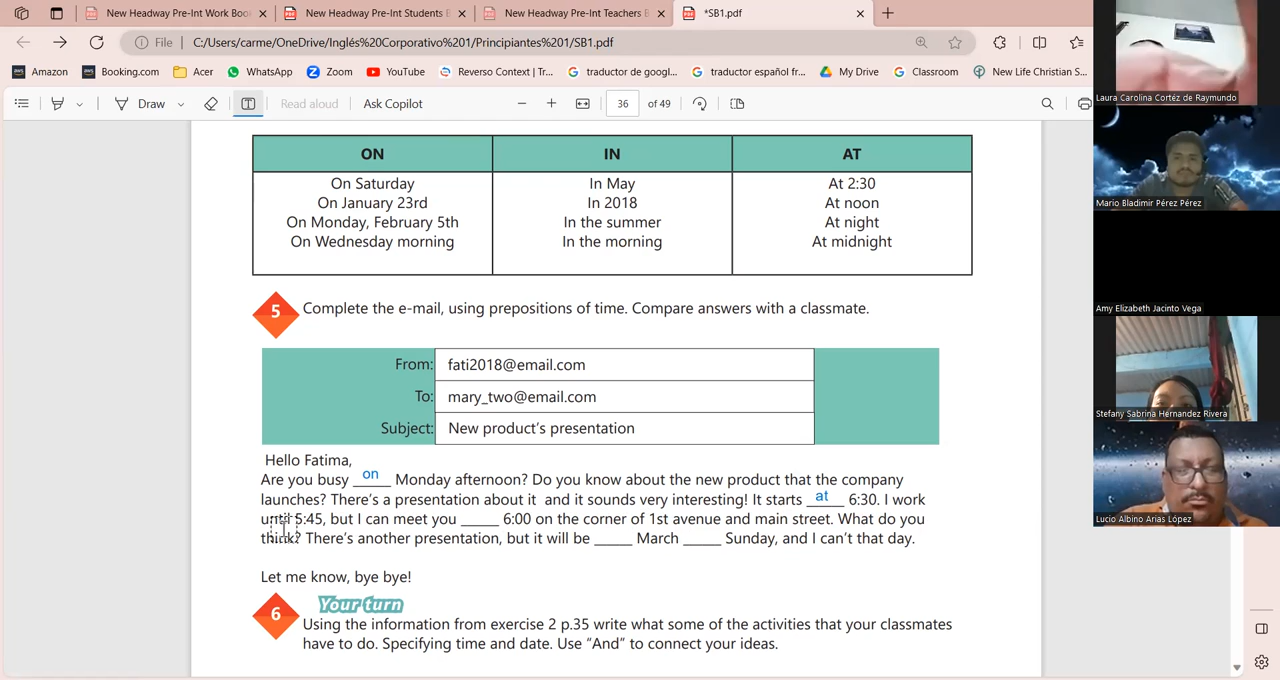 New Headway Pre-Int Work Boo
New Headway Pre-Int Students B
New Headway Pre-Int Teachers B
*SB1.pdf
File
C:/Users/carme/OneDrive/Inglés%20Corporativo%201/Principiantes%201/SB1.pdf
Amazon
Booking.com
Acer
WhatsApp
Zoom
YouTube
Reverso Context | Tr...
traductor de googl...
traductor español fr...
My Drive
Classroom
New Life Christian S...
Draw
Read aloud
Ask Copilot
36
of 49
ON IN AT
On Saturday In May At 2:30
On January 23rd In 2018 At noon
On Monday, February 5th In the summer At night
On Wednesday morning In the morning At midnight
5 Complete the e-mail, using prepositions of time. Compare answers with a classmate.
From: fati2018@email.com
To: mary_two@email.com
Subject: New product's presentation
Hello Fatima,
Are you busy on Monday afternoon? Do you know about the new product that the company
launches? There's a presentation about it and it sounds very interesting! It starts at 6:30. I work
until 5:45, but I can meet you _____ 6:00 on the corner of 1st avenue and main street. What do you
think? There's another presentation, but it will be _____ March _____ Sunday, and I can't that day.
Let me know, bye bye!
Your turn
6 Using the information from exercise 2 p.35 write what some of the activities that your classmates
have to do. Specifying time and date. Use “And” to connect your ideas.
Laura Carolina Cortéz de Raymundo
Mario Bladimir Pérez Pérez
Amy Elizabeth Jacinto Vega
Stefany Sabrina Hernandez Rivera
Lucio Albino Arias López